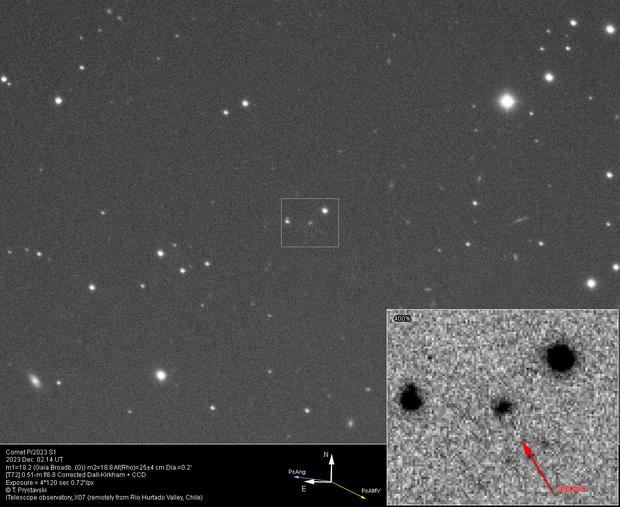 400%
Comet P/2023 S1
2023 Dec. 02.14 UT
m1=18.2 (Gaia Broadb. (G)) m2=18.8 Af(Rho)=25±4 cm Dia.=0.2'
[T72] 0.51-m f/6.8 Corrected Dall-Kirkham + CCD
Exposure = 4*120 sec 0.72"/px
© T. Prystavski
iTelescope observatory, X07 (remotely from Rio Hurtado Valley, Chile)
N
PsAng
E
PsAMV